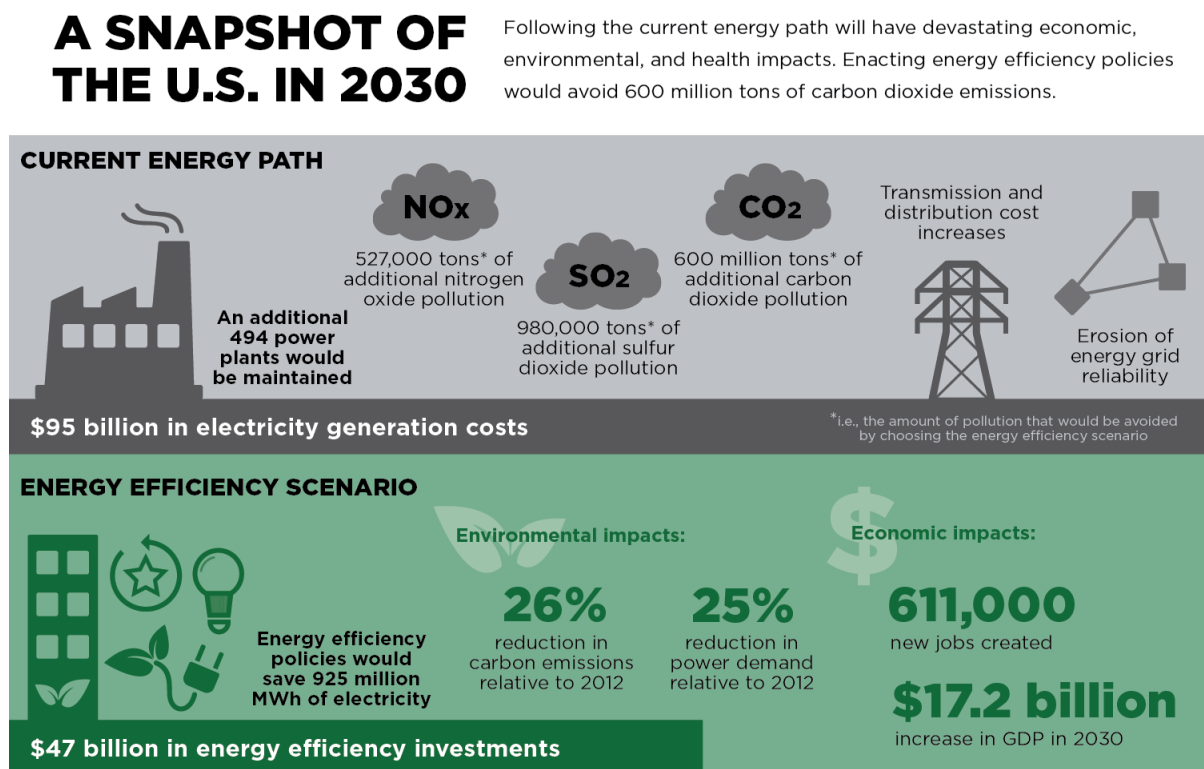 A SNAPSHOT OF
THE U.S. IN 2030
Following the current energy path will have devastating economic,
environmental, and health impacts. Enacting energy efficiency policies
would avoid 600 million tons of carbon dioxide emissions.
CURRENT ENERGY PATH
An additional
494 power
plants would
be maintained
NOx
527,000 tons* of
additional nitrogen
oxide pollution
SO2
980,000 tons* of
additional sulfur
dioxide pollution
CO2
600 million tons* of
additional carbon
dioxide pollution
Transmission and
distribution cost
increases
Erosion of
energy grid
reliability
$95 billion in electricity generation costs
*i.e., the amount of pollution that would be avoided
by choosing the energy efficiency scenario
ENERGY EFFICIENCY SCENARIO
Energy efficiency
policies would
save 925 million
MWh of electricity
Environmental impacts:
26%
reduction in
carbon emissions
relative to 2012
25%
reduction in
power demand
relative to 2012
$
Economic impacts:
611,000
new jobs created
$17.2 billion
increase in GDP in 2030
$47 billion in energy efficiency investments